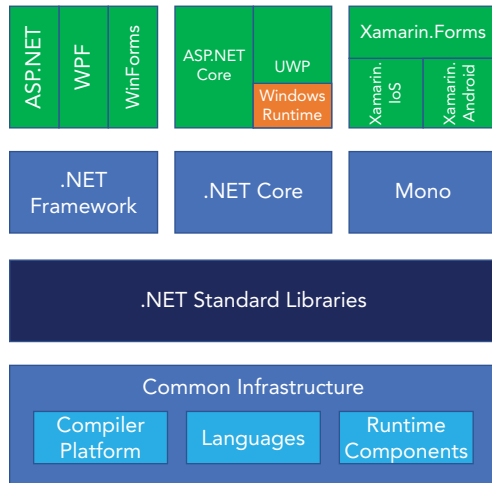 ASP.NET
WPF
WinForms
ASP.NET
Core
UWP
Windows
Runtime
Xamarin.Forms
Xamarin.
IoS
Xamarin.
Android
.NET
Framework
.NET Core
Mono
.NET Standard Libraries
Common Infrastructure
Compiler
Platform
Languages
Runtime
Components